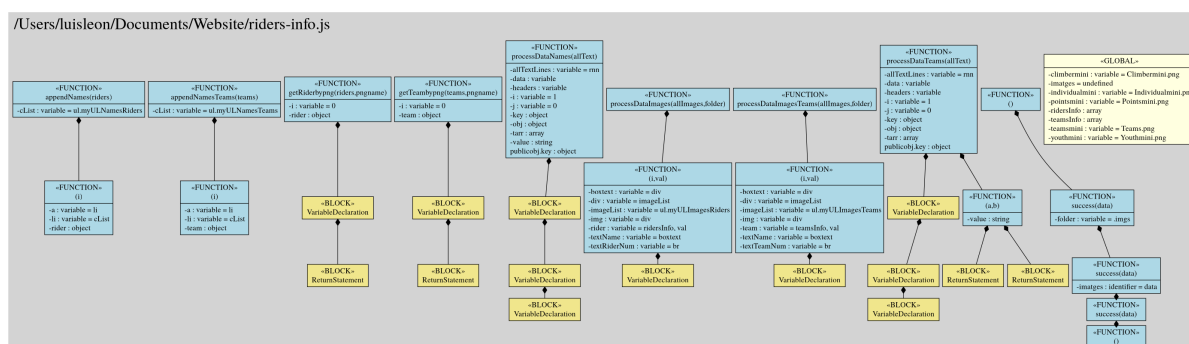 /Users/luisleon/Documents/Website/riders-info.js
«FUNCTION»
appendNames(riders)
-cList : variable = ul.myULNamesRiders
«FUNCTION»
(i)
-a : variable = li
-li : variable = cList
-rider : object
«FUNCTION»
appendNamesTeams(teams)
-cList : variable = ul.myULNamesTeams
«FUNCTION»
(i)
-a : variable = li
-li : variable = cList
-team : object
«FUNCTION»
getRiderbypng(riders,pngname)
-i : variable = 0
-rider : object
«BLOCK»
VariableDeclaration
«BLOCK»
ReturnStatement
«FUNCTION»
getTeambypng(teams,pngname)
-i : variable = 0
-team : object
«BLOCK»
VariableDeclaration
«BLOCK»
ReturnStatement
«FUNCTION»
processDataNames(allText)
-allTextLines : variable = rnn
-data : variable
-headers : variable
-i : variable = 1
-j : variable = 0
-key : object
-obj : object
-tarr : array
-value : string
publicobj.key : object
«BLOCK»
VariableDeclaration
«BLOCK»
VariableDeclaration
«BLOCK»
VariableDeclaration
«FUNCTION»
processDataImages(allImages,folder)
«FUNCTION»
(i,val)
-boxtext : variable = div
-div : variable = imageList
-imageList : variable = ul.myULImagesRiders
-img : variable = div
-rider : variable = ridersInfo, val
-textName : variable = boxtext
-textRiderNum : variable = br
«BLOCK»
VariableDeclaration
«FUNCTION»
processDataImagesTeams(allImages,folder)
«FUNCTION»
(i,val)
-boxtext : variable = div
-div : variable = imageList
-imageList : variable = ul.myULImagesTeams
-img : variable = div
-team : variable = teamsInfo, val
-textName : variable = boxtext
-textTeamNum : variable = br
«BLOCK»
VariableDeclaration
«FUNCTION»
processDataTeams(allText)
-allTextLines : variable = rnn
-data : variable
-headers : variable
-i : variable = 1
-j : variable = 0
-key : object
-obj : object
-tarr : array
publicobj.key : object
«BLOCK»
VariableDeclaration
«BLOCK»
VariableDeclaration
«BLOCK»
VariableDeclaration
«FUNCTION»
(a,b)
-value : string
«BLOCK»
ReturnStatement
«BLOCK»
ReturnStatement
«FUNCTION»
()
«FUNCTION»
success(data)
-folder : variable = .imgs
«FUNCTION»
success(data)
-imatges : identifier = data
«FUNCTION»
success(data)
«FUNCTION»
()
«GLOBAL»
-climbermini : variable = Climbermini.png
-imatges = undefined
-individualmini : variable = Individualmini.pn
-pointsmini : variable = Pointsmini.png
-ridersInfo : array
-teamsInfo : array
-teamsmini : variable = Teams.png
-youthmini : variable = Youthmini.png